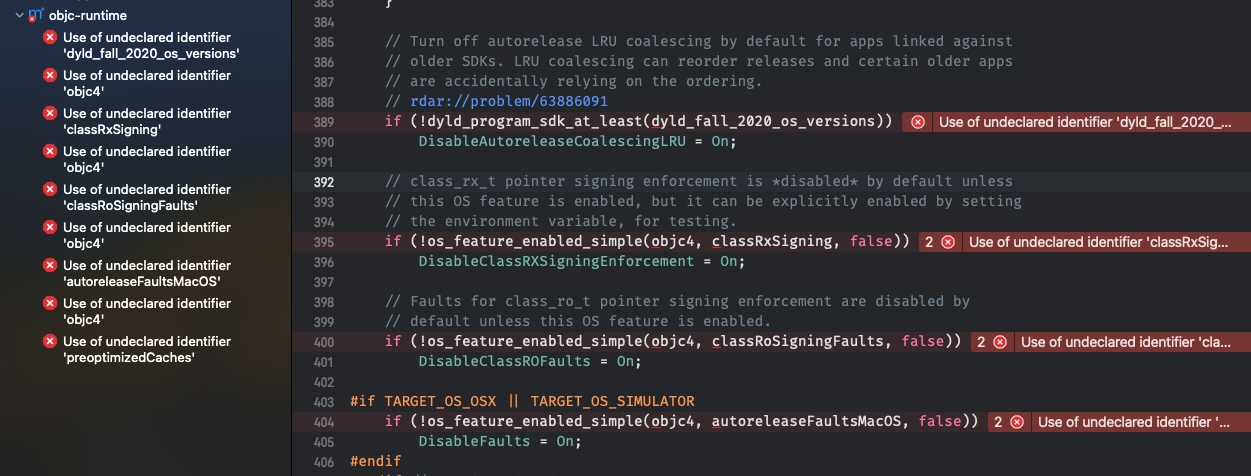 objc-runtime
Use of undeclared identifier
'dyld_fall_2020_os_versions'
Use of undeclared identifier
'objc4'
Use of undeclared identifier
'classRxSigning'
Use of undeclared identifier
'objc4'
Use of undeclared identifier
'classRoSigningFaults'
Use of undeclared identifier
'objc4'
Use of undeclared identifier
'autoreleaseFaultsMacOS'
Use of undeclared identifier
'objc4'
Use of undeclared identifier
'preoptimizedCaches'
383 }
384
385 // Turn off autorelease LRU coalescing by default for apps linked against
386 // older SDKs. LRU coalescing can reorder releases and certain older apps
387 // are accidentally relying on the ordering.
388 // rdar://problem/63886091
389 if (!dyld_program_sdk_at_least(dyld_fall_2020_os_versions)) Use of undeclared identifier 'dyld_fall_2020_...
390 DisableAutoreleaseCoalescingLRU = On;
391
392 // class_rx_t pointer signing enforcement is *disabled* by default unless
393 // this OS feature is enabled, but it can be explicitly enabled by setting
394 // the environment variable, for testing.
395 if (!os_feature_enabled_simple(objc4, classRxSigning, false)) 2 Use of undeclared identifier 'classRxSig...
396 DisableClassRXSigningEnforcement = On;
397
398 // Faults for class_ro_t pointer signing enforcement are disabled by
399 // default unless this OS feature is enabled.
400 if (!os_feature_enabled_simple(objc4, classRoSigningFaults, false)) 2 Use of undeclared identifier 'cla...
401 DisableClassROFaults = On;
402
403 #if TARGET_OS_OSX || TARGET_OS_SIMULATOR
404 if (!os_feature_enabled_simple(objc4, autoreleaseFaultsMacOS, false)) 2 Use of undeclared identifier '...
405 DisableFaults = On;
406 #endif